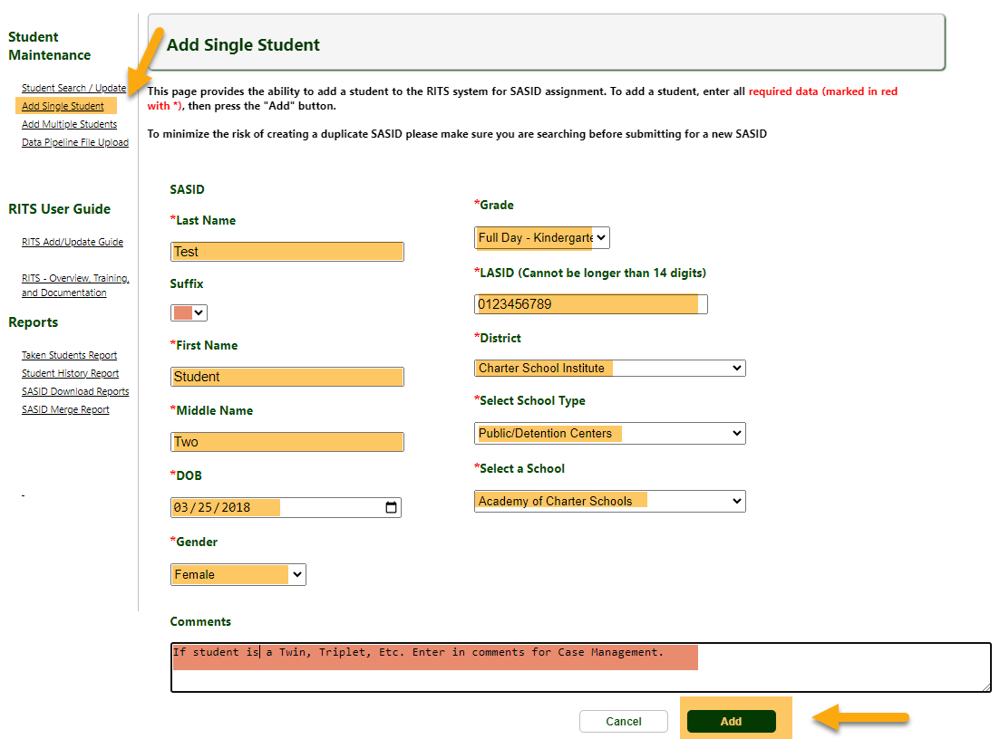 Student
Maintenance
Student Search / Update
Add Single Student
Add Multiple Students
Data Pipeline File Upload
RITS User Guide
RITS Add/Update Guide
RITS - Overview, Training,
and Documentation
Reports
Taken Students Report
Student History Report
SASID Download Reports
SASID Merge Report
Add Single Student
This page provides the ability to add a student to the RITS system for SASID assignment. To add a student, enter all required data (marked in red
with *), then press the "Add" button.
To minimize the risk of creating a duplicate SASID please make sure you are searching before submitting for a new SASID
SASID
*Last Name
Test
Suffix
*First Name
Student
*Middle Name
Two
*DOB
03/25/2018
*Gender
Female
*Grade
Full Day - Kindergarte
*LASID (Cannot be longer than 14 digits)
0123456789
*District
Charter School Institute
*Select School Type
Public/Detention Centers
*Select a School
Academy of Charter Schools
Comments
If student is a Twin, Triplet, Etc. Enter in comments for Case Management.
Cancel
Add